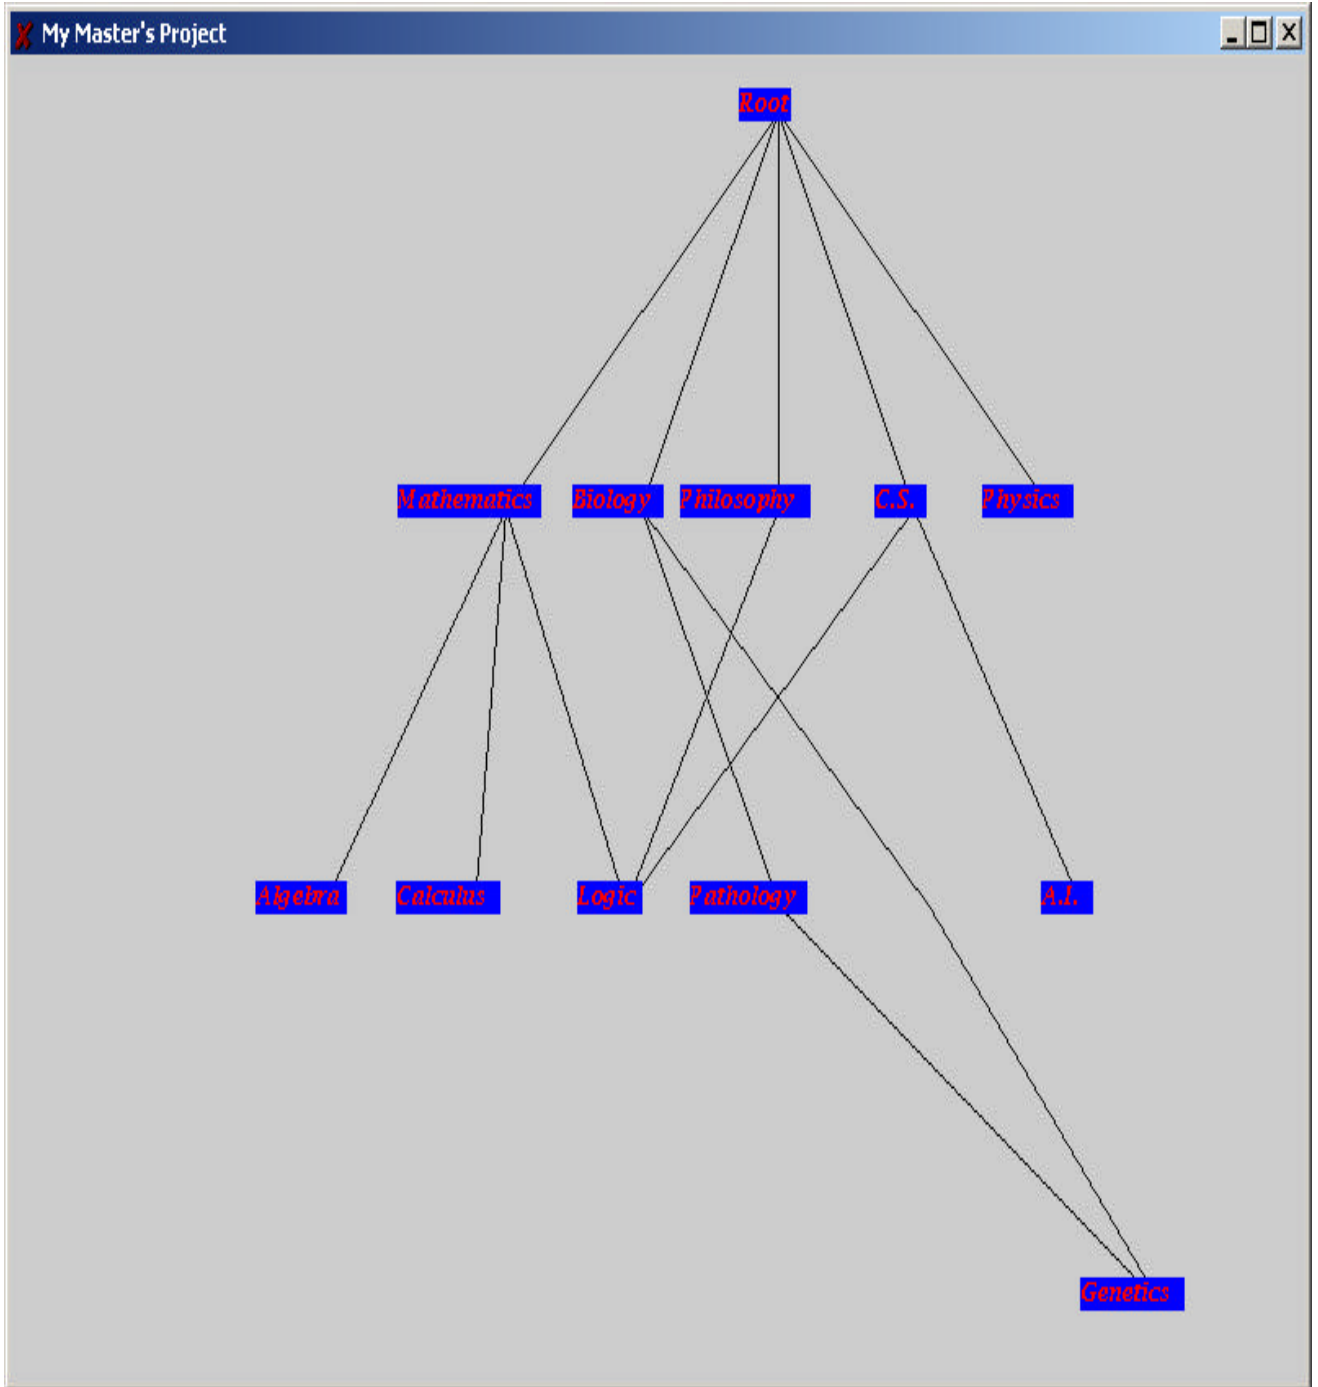 My Master's Project
Root
Mathematics Biology Philosophy C.S. Physics
Algebra Calculus Logic Pathology A.I.
Genetics